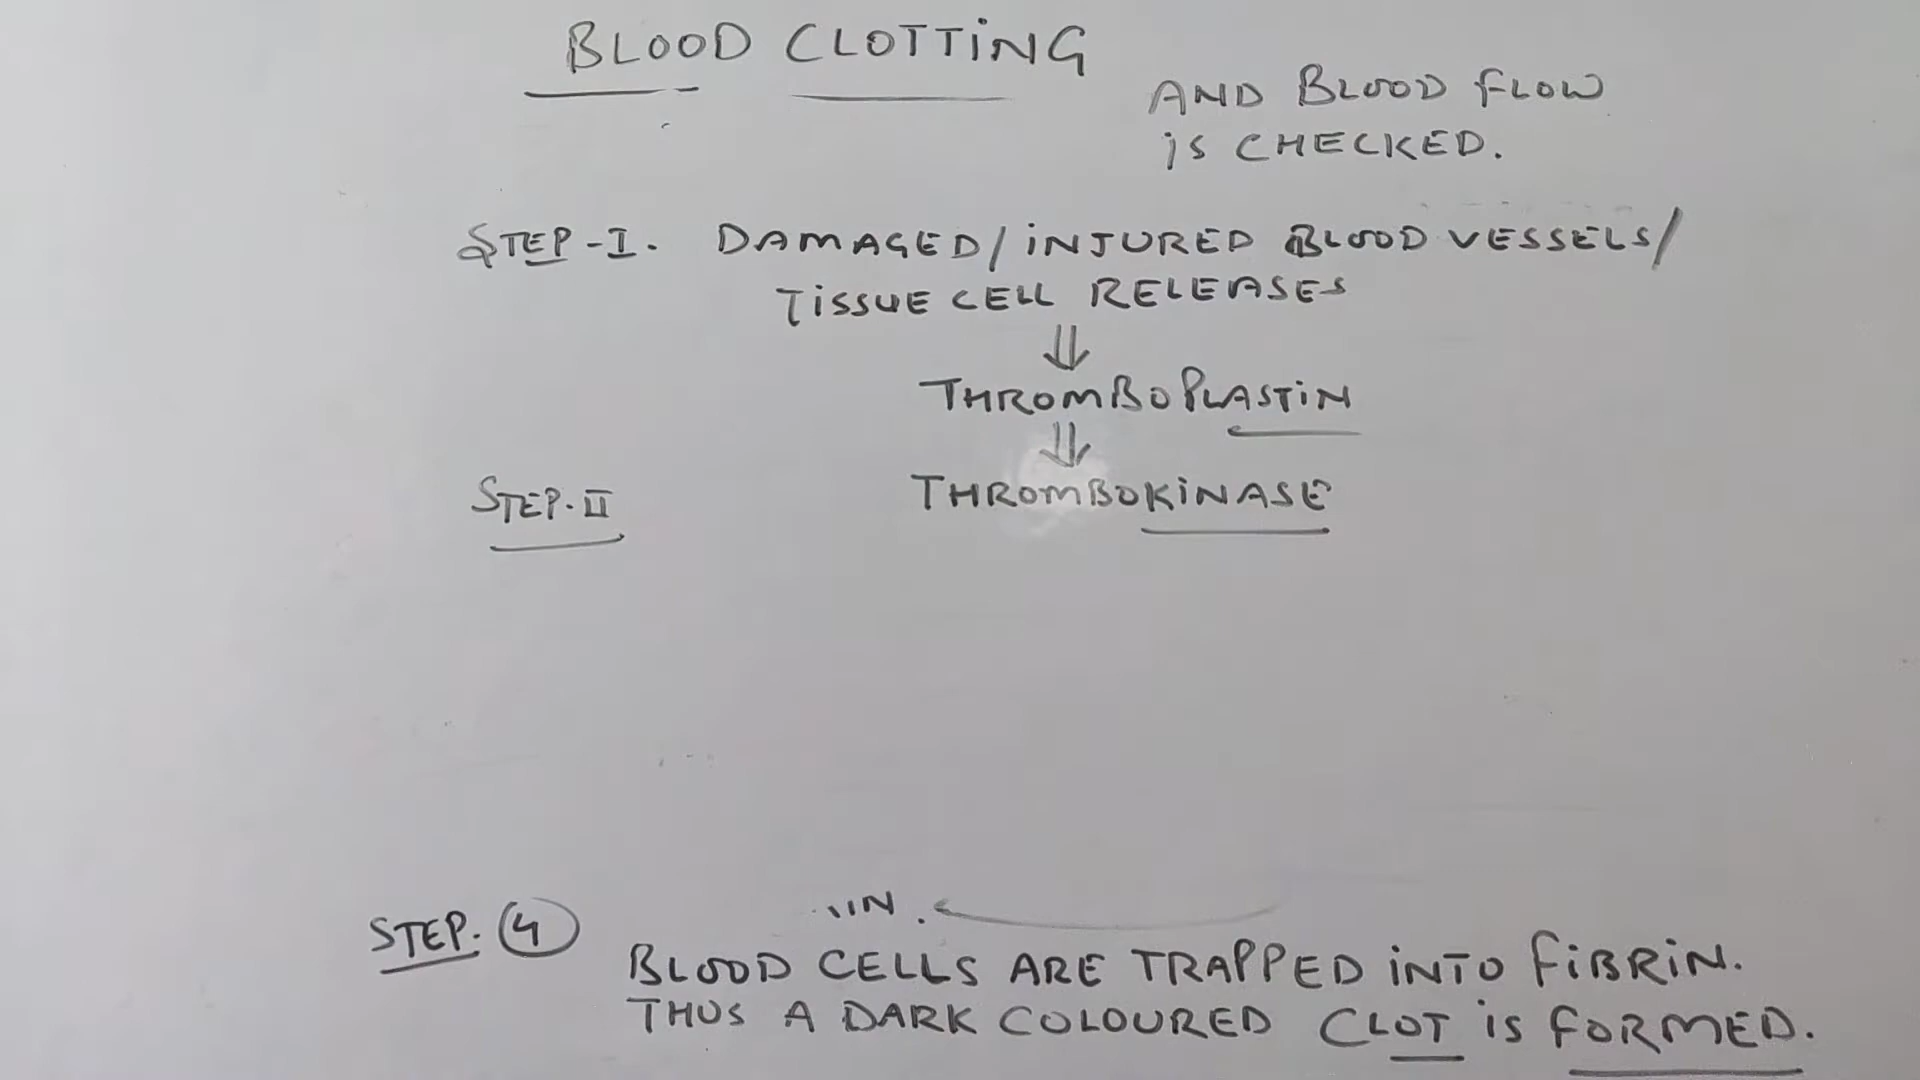 BLOOD CLOTTING
AND BLOOD FLOW
IS CHECKED.
STEP-I. DAMAGED/INJURED BLOOD VESSELS/
TISSUE CELL RELEASES
⇓
THROMBOPLASTIN
⇓
STEP-II THROMBOKINASE
STEP. 4
BLOOD CELLS ARE TRAPPED INTO FIBRIN.
THUS A DARK COLOURED CLOT IS FORMED.